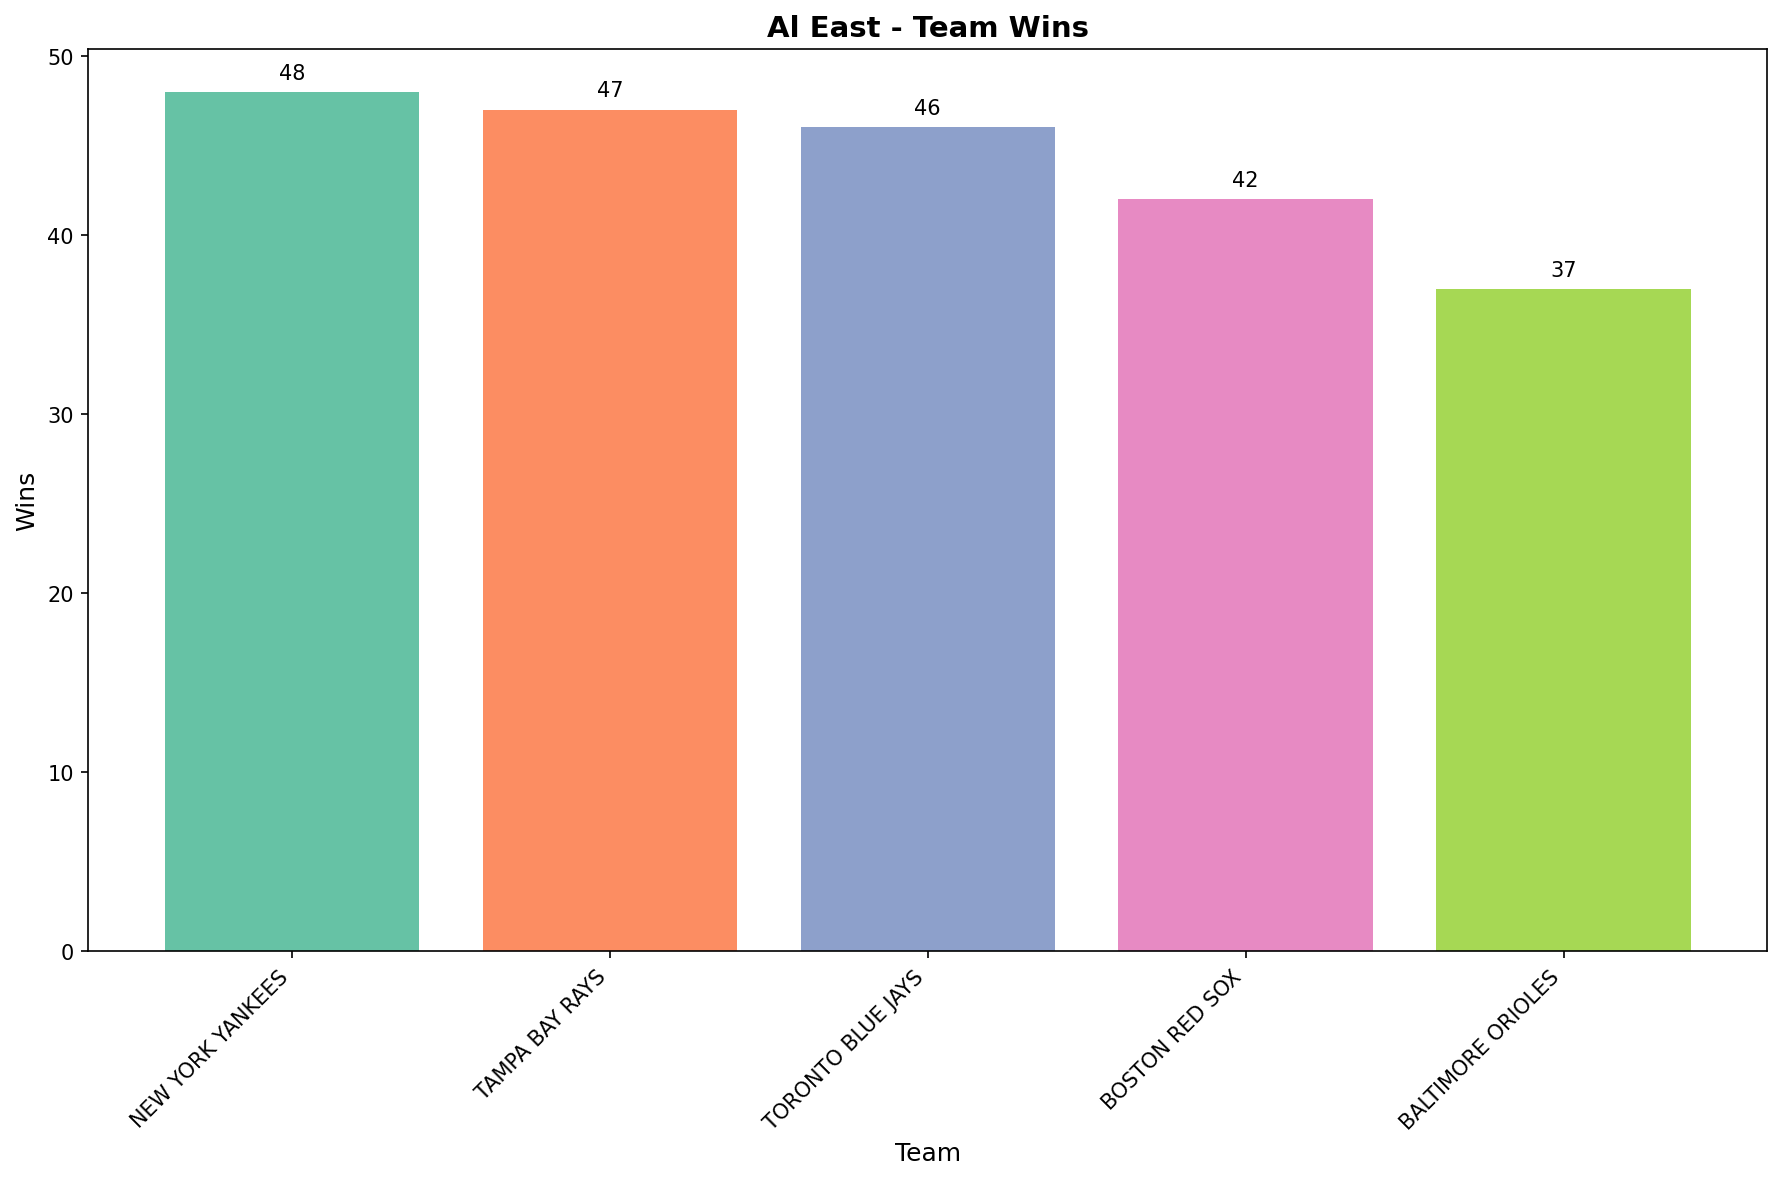 Al East - Team Wins
50
40
30
20
10
0
Wins
48
47
46
42
37
NEW YORK YANKEES
TAMPA BAY RAYS
TORONTO BLUE JAYS
BOSTON RED SOX
BALTIMORE ORIOLES
Team